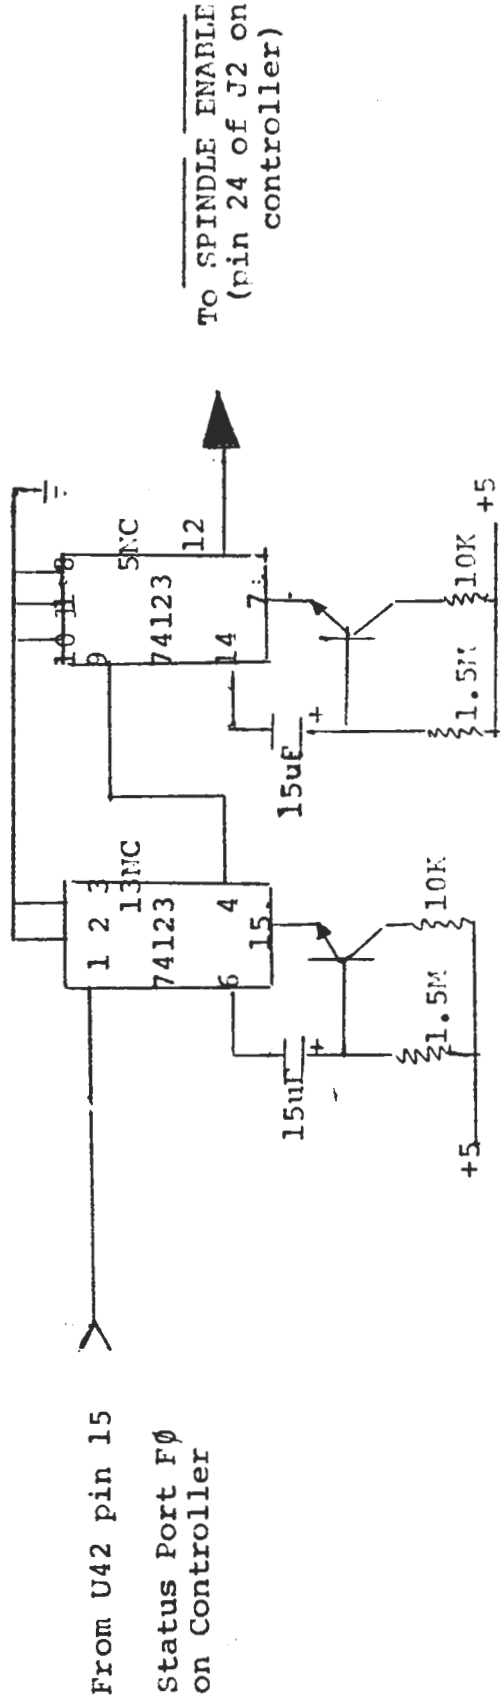 From U42 pin 15
Status Port FØ
on Controller
1 2 3
13NC
74123
6
4
15
15uF
+
1.5M
10K
+5
10 11 8
9
5NC
74123
14
12
7
15uF
+
1.5M
10K
+5
To SPINDLE ENABLE
(pin 24 of J2 on
controller)